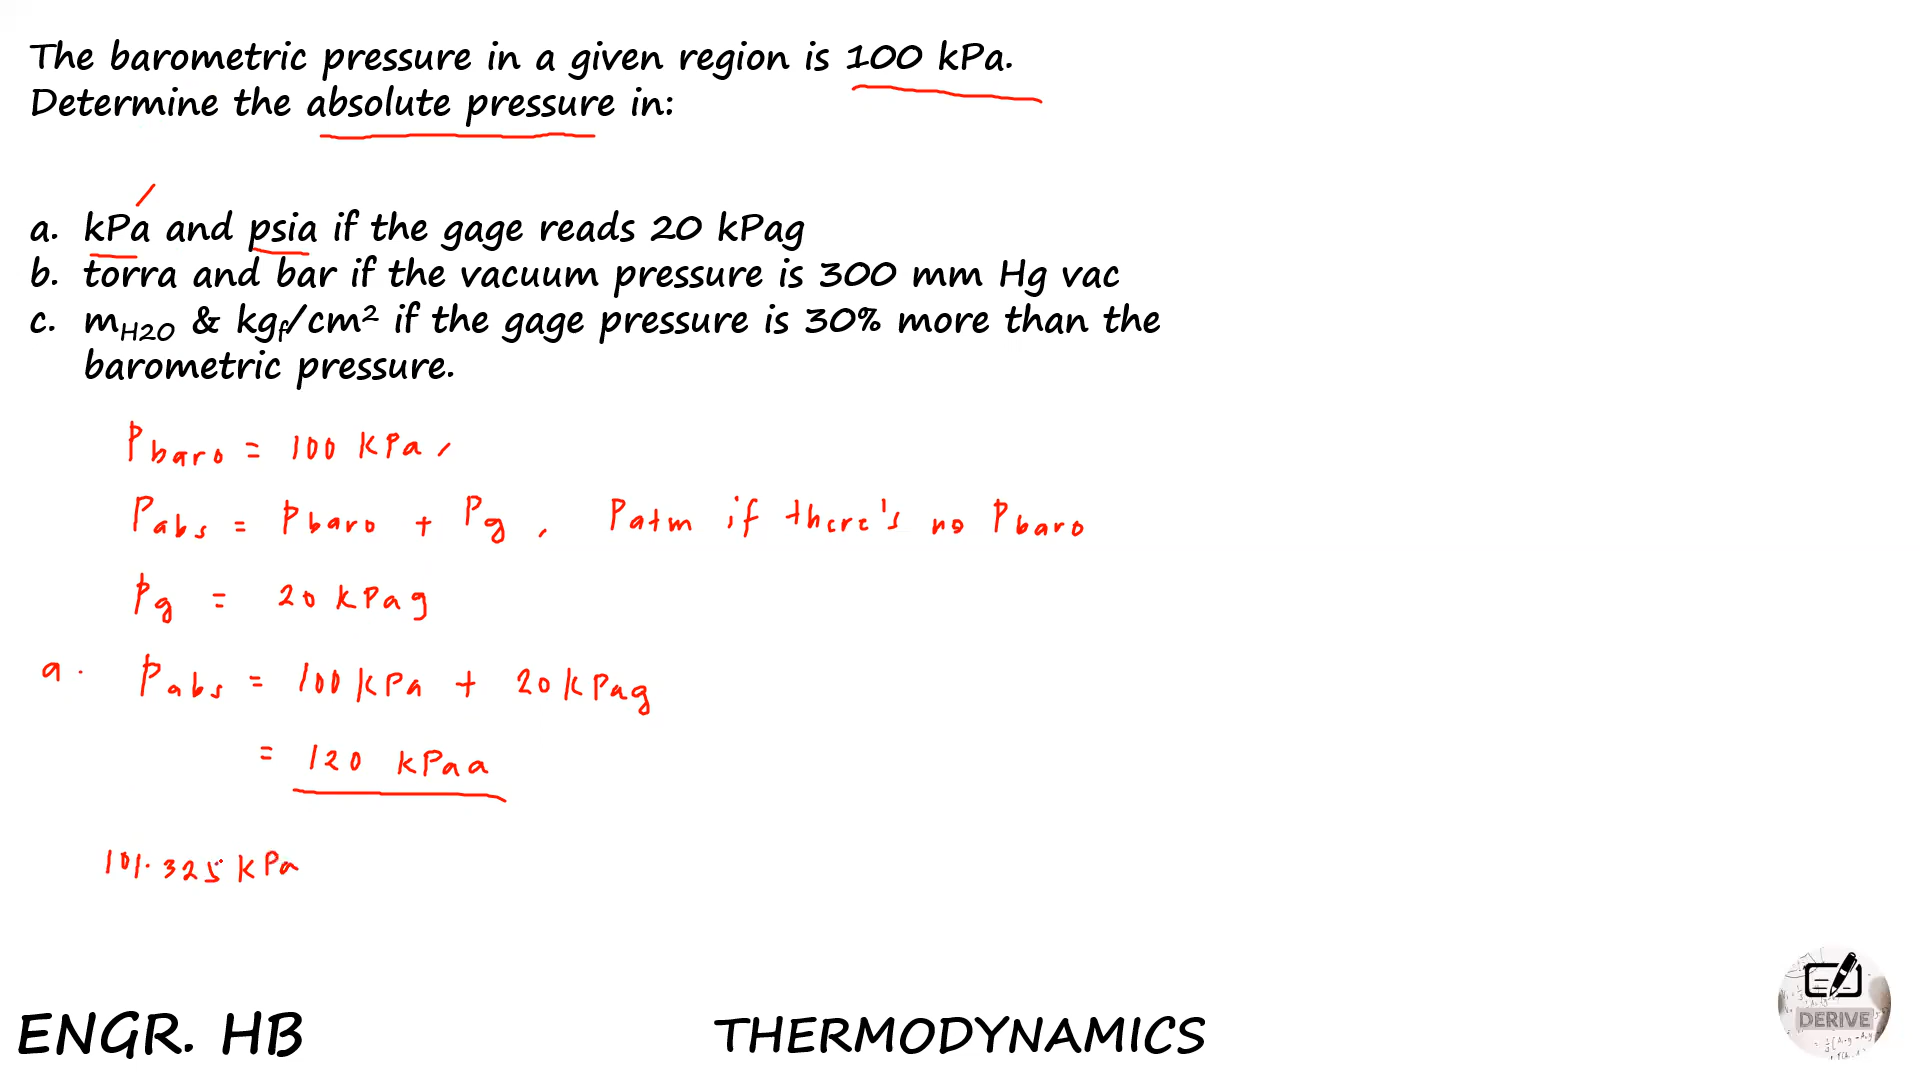 The barometric pressure in a given region is 100 kPa.
Determine the absolute pressure in:
a. kPa and psia if the gage reads 20 kPag
b. torra and bar if the vacuum pressure is 300 mm Hg vac
c. mH2O & kgf/cm² if the gage pressure is 30% more than the
barometric pressure.
Pbaro = 100 kPa,
Pabs = Pbaro + Pg, Patm if there's no Pbaro
Pg = 20 kPag
a. Pabs = 100 kPa + 20 kPag
= 120 kPaa
101.325 kPa
ENGR. HB
THERMODYNAMICS
DERIVE